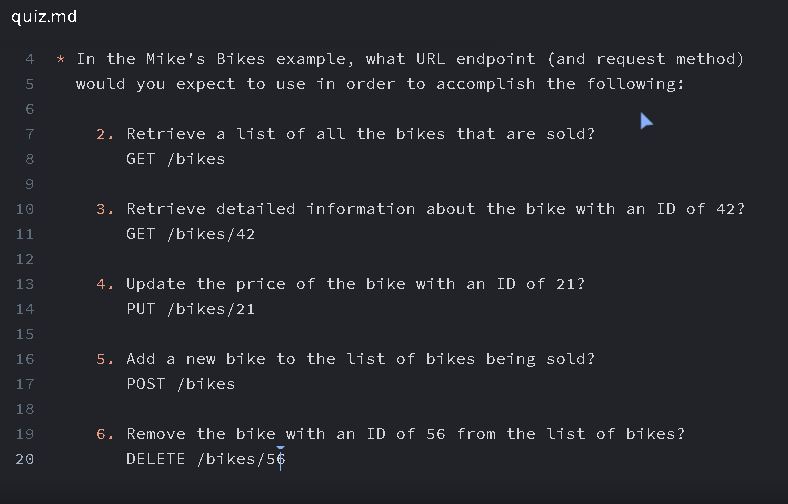 quiz.md
4 * In the Mike's Bikes example, what URL endpoint (and request method)
5 would you expect to use in order to accomplish the following:
6
7 2. Retrieve a list of all the bikes that are sold?
8 GET /bikes
9
10 3. Retrieve detailed information about the bike with an ID of 42?
11 GET /bikes/42
12
13 4. Update the price of the bike with an ID of 21?
14 PUT /bikes/21
15
16 5. Add a new bike to the list of bikes being sold?
17 POST /bikes
18
19 6. Remove the bike with an ID of 56 from the list of bikes?
20 DELETE /bikes/56